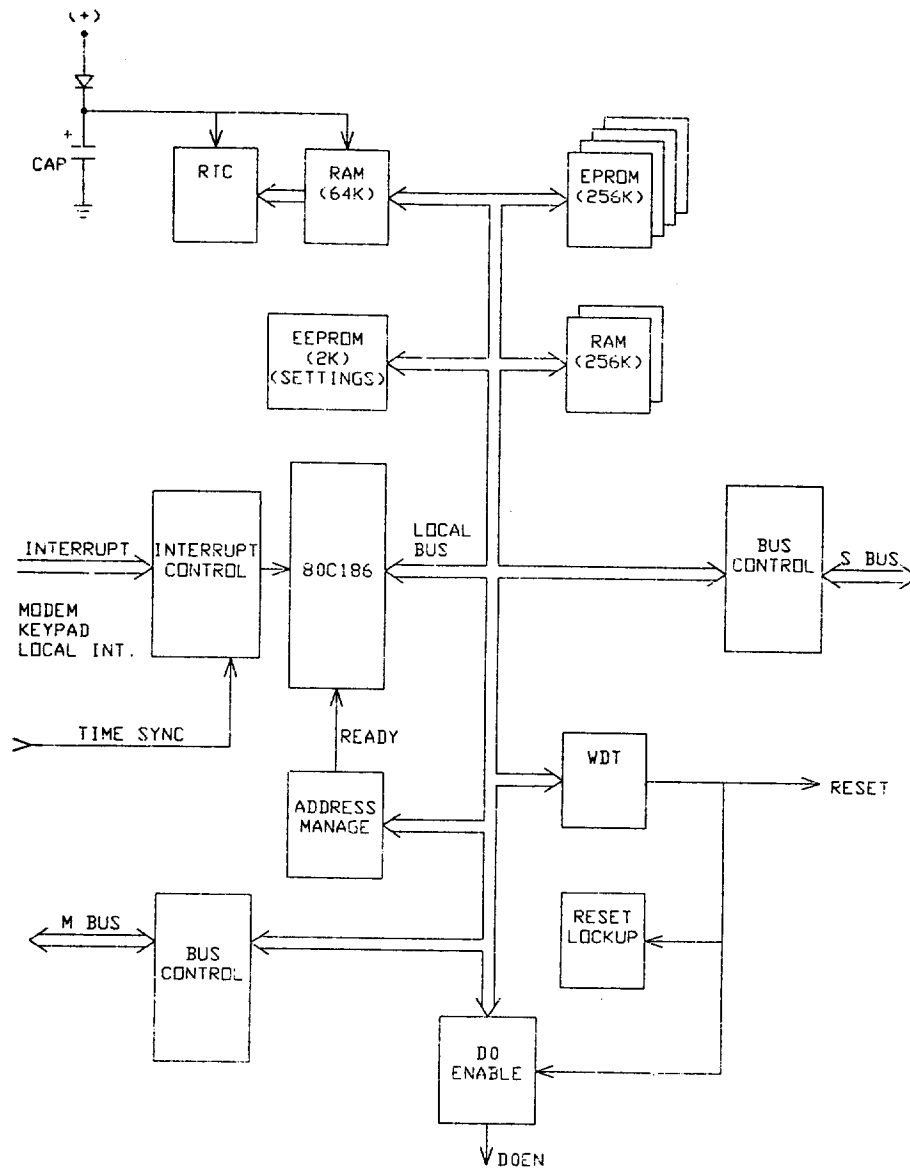 (+)
+
CAP
RTC
RAM
(64K)
EPROM
(256K)
EEPROM
(2K)
(SETTINGS)
RAM
(256K)
INTERRUPT
INTERRUPT
CONTROL
80C186
LOCAL
BUS
BUS
CONTROL
S BUS
MODEM
KEYPAD
LOCAL INT.
TIME SYNC
READY
WDT
RESET
ADDRESS
MANAGE
M BUS
BUS
CONTROL
RESET
LOCKUP
DO
ENABLE
DOEN